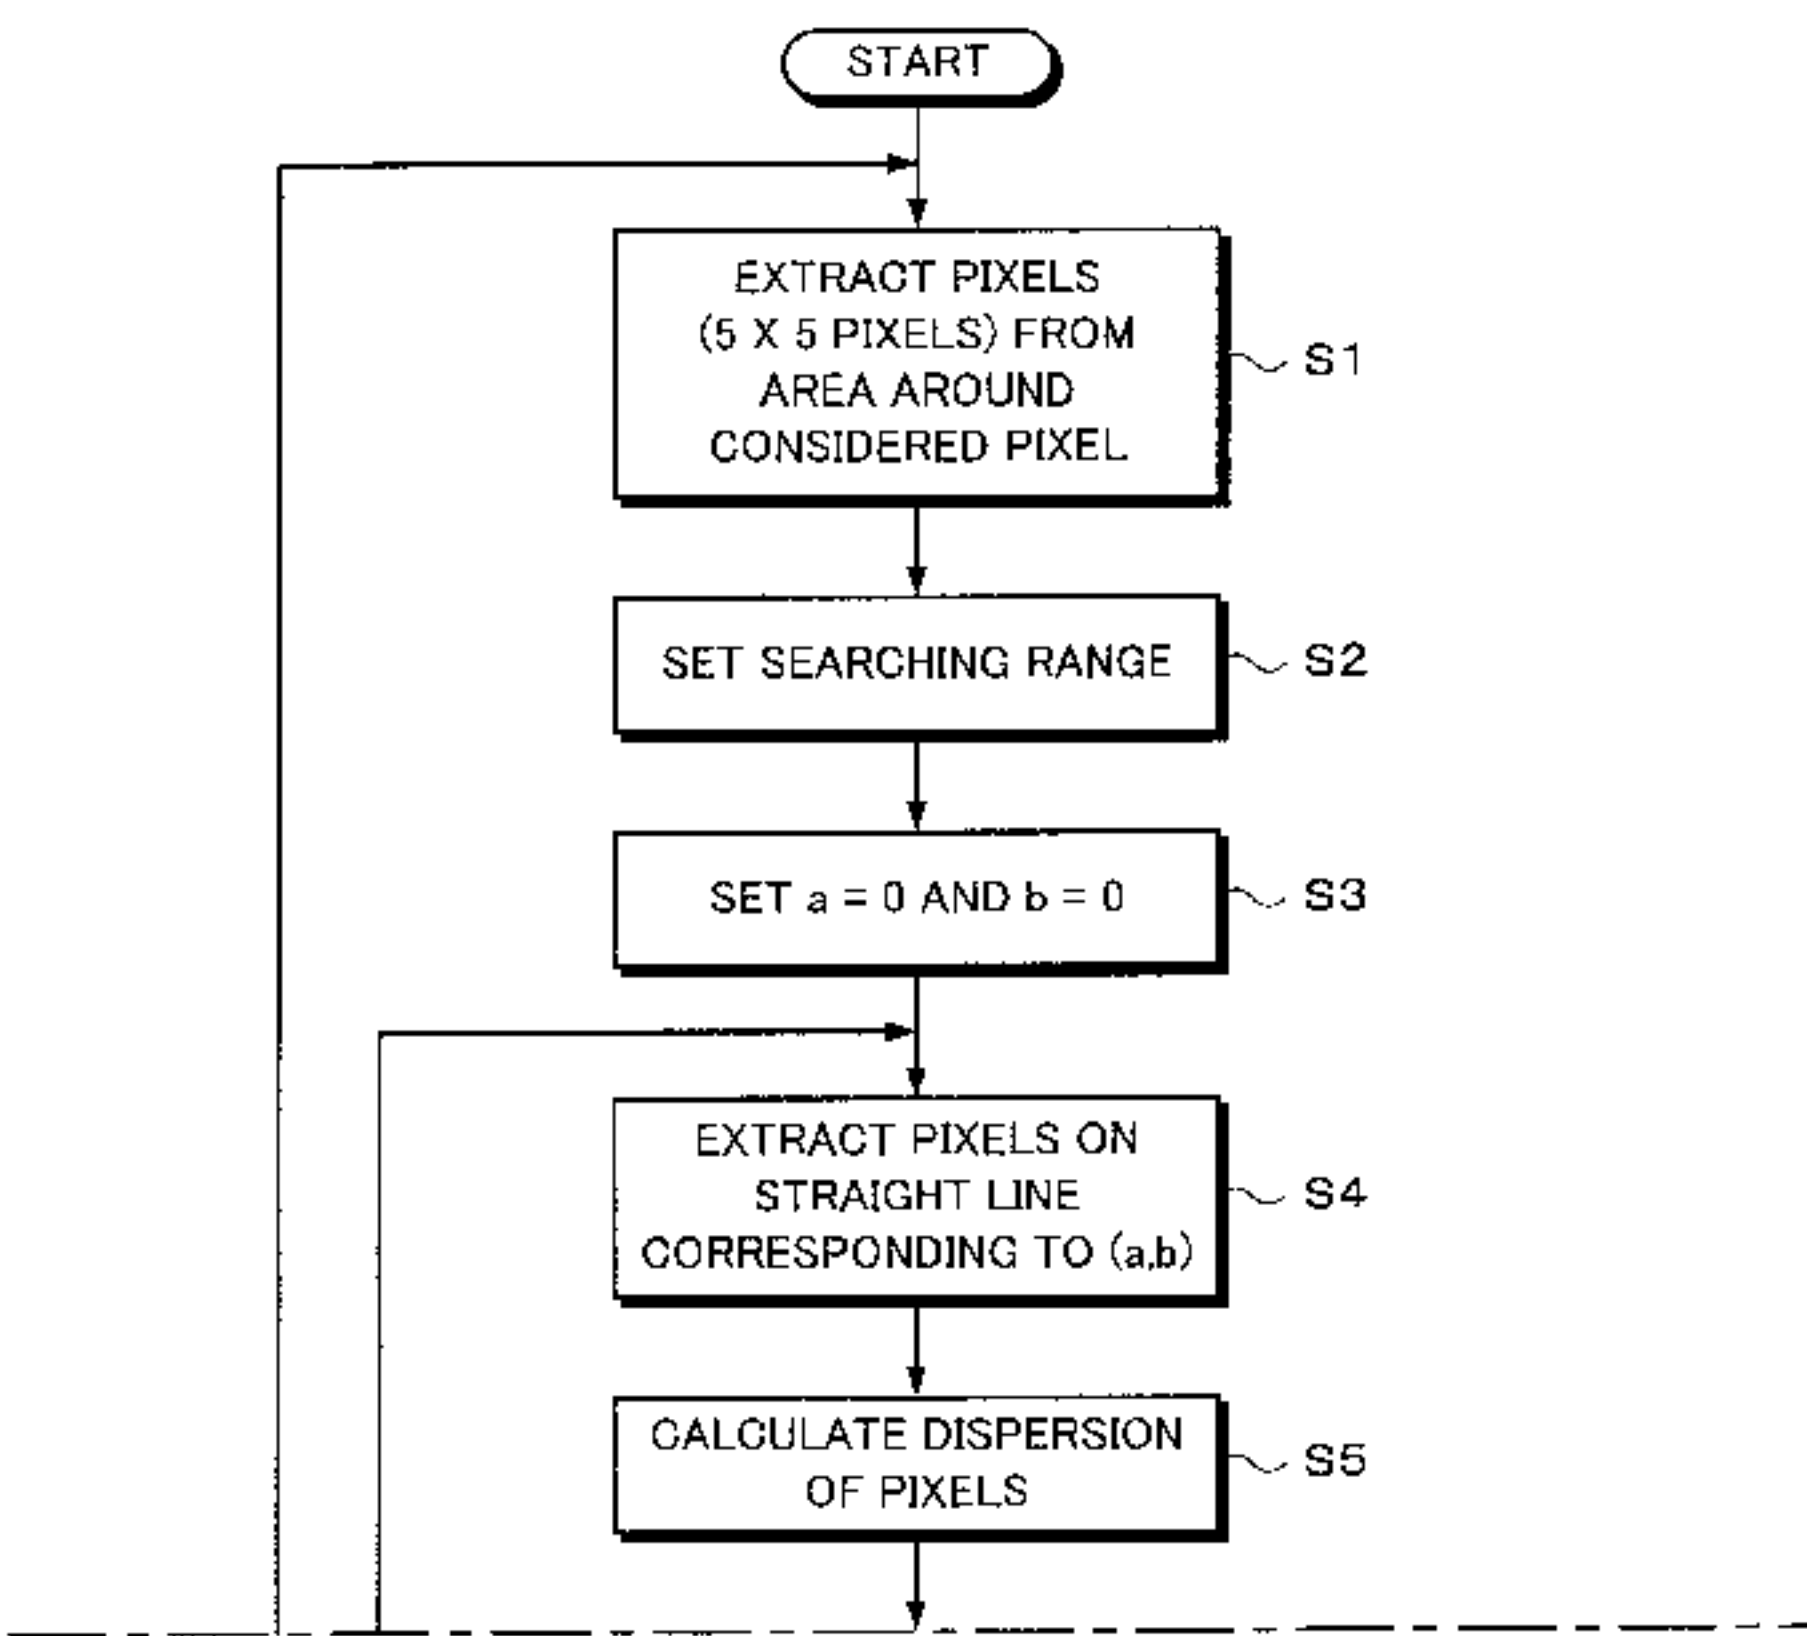 START
EXTRACT PIXELS
(5 X 5 PIXELS) FROM
AREA AROUND
CONSIDERED PIXEL
S1
SET SEARCHING RANGE
S2
SET a = 0 AND b = 0
S3
EXTRACT PIXELS ON
STRAIGHT LINE
CORRESPONDING TO (a,b)
S4
CALCULATE DISPERSION
OF PIXELS
S5